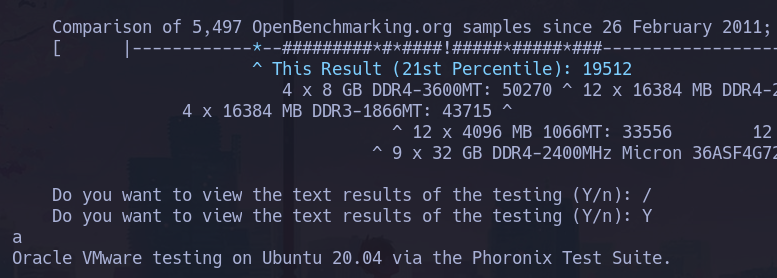 Comparison of 5,497 OpenBenchmarking.org samples since 26 February 2011;
[      |------------*--#########*#*####!#####*#####*###-----------------
^ This Result (21st Percentile): 19512
4 x 8 GB DDR4-3600MT: 50270 ^ 12 x 16384 MB DDR4-2
4 x 16384 MB DDR3-1866MT: 43715 ^
^ 12 x 4096 MB 1066MT: 33556        12
^ 9 x 32 GB DDR4-2400MHz Micron 36ASF4G72
Do you want to view the text results of the testing (Y/n): /
Do you want to view the text results of the testing (Y/n): Y
a
Oracle VMware testing on Ubuntu 20.04 via the Phoronix Test Suite.